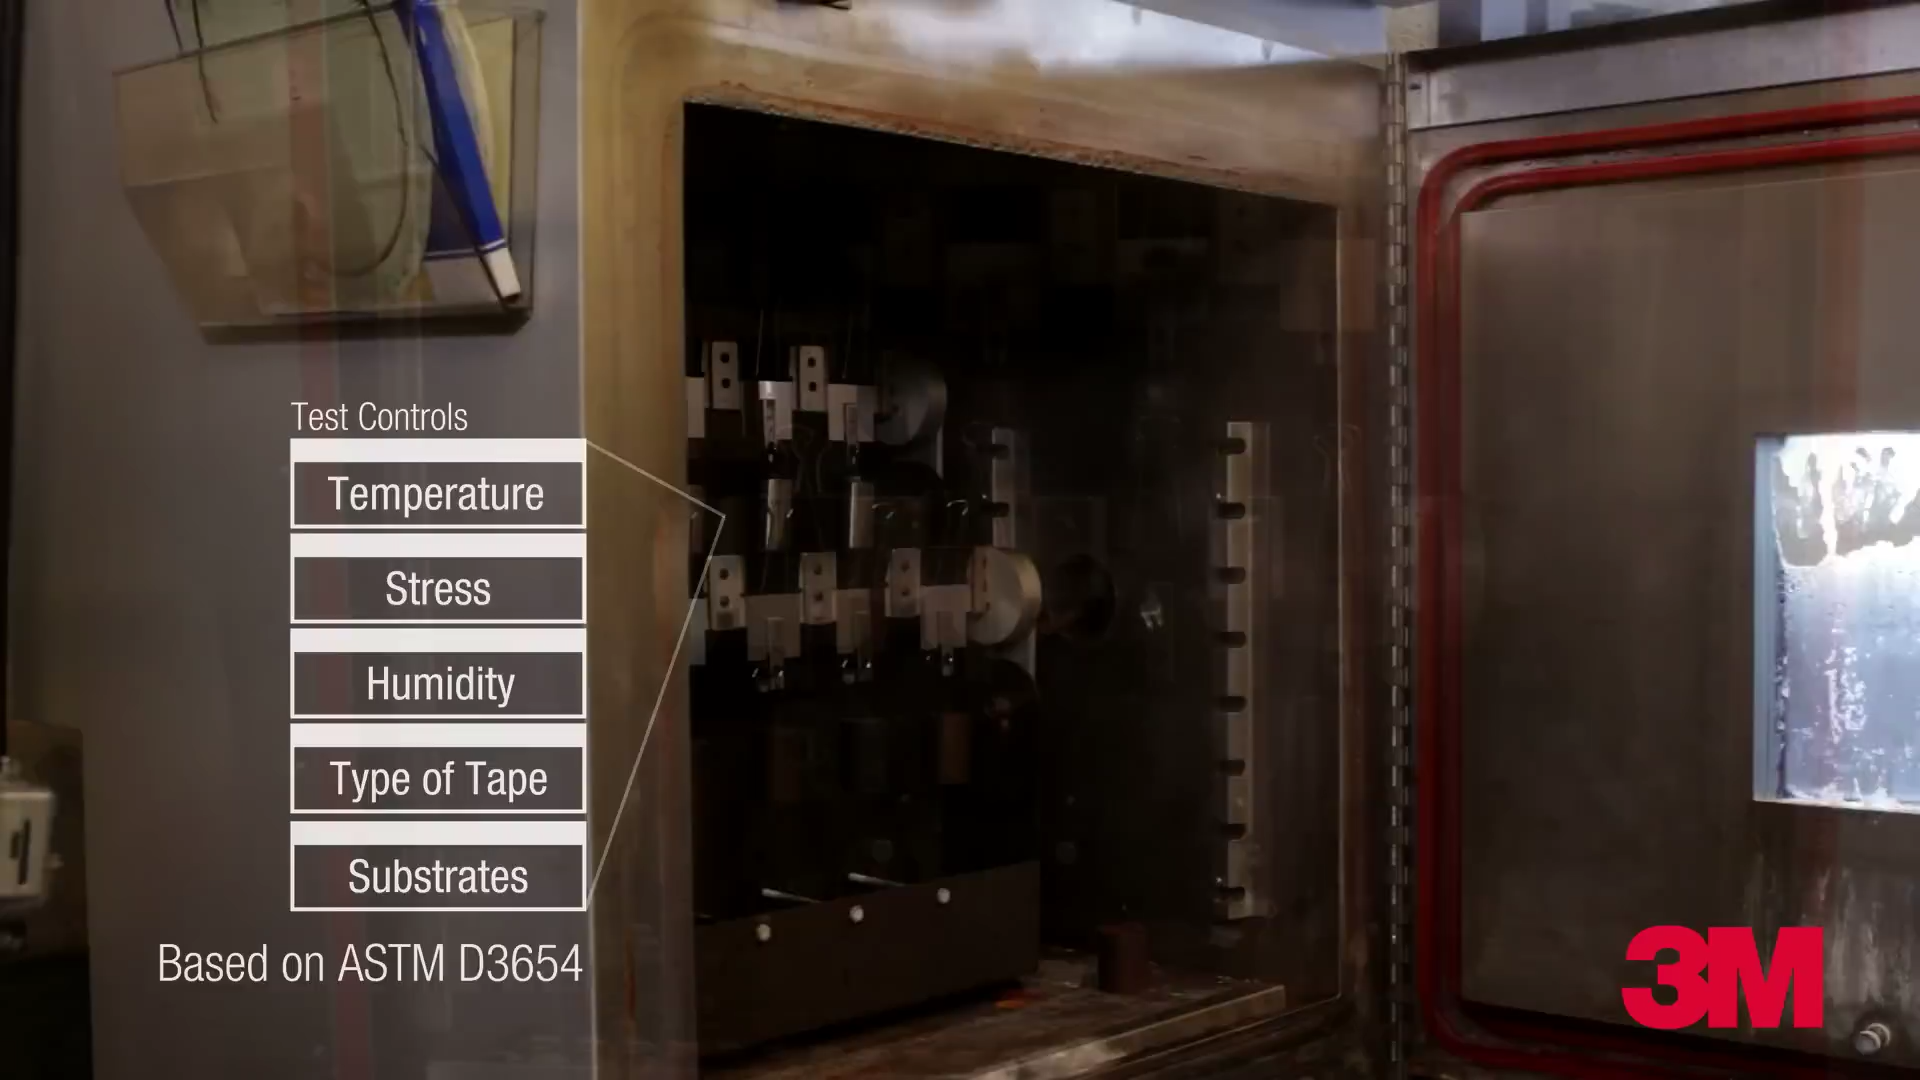 Test Controls
Temperature
Stress
Humidity
Type of Tape
Substrates
Based on ASTM D3654
3M